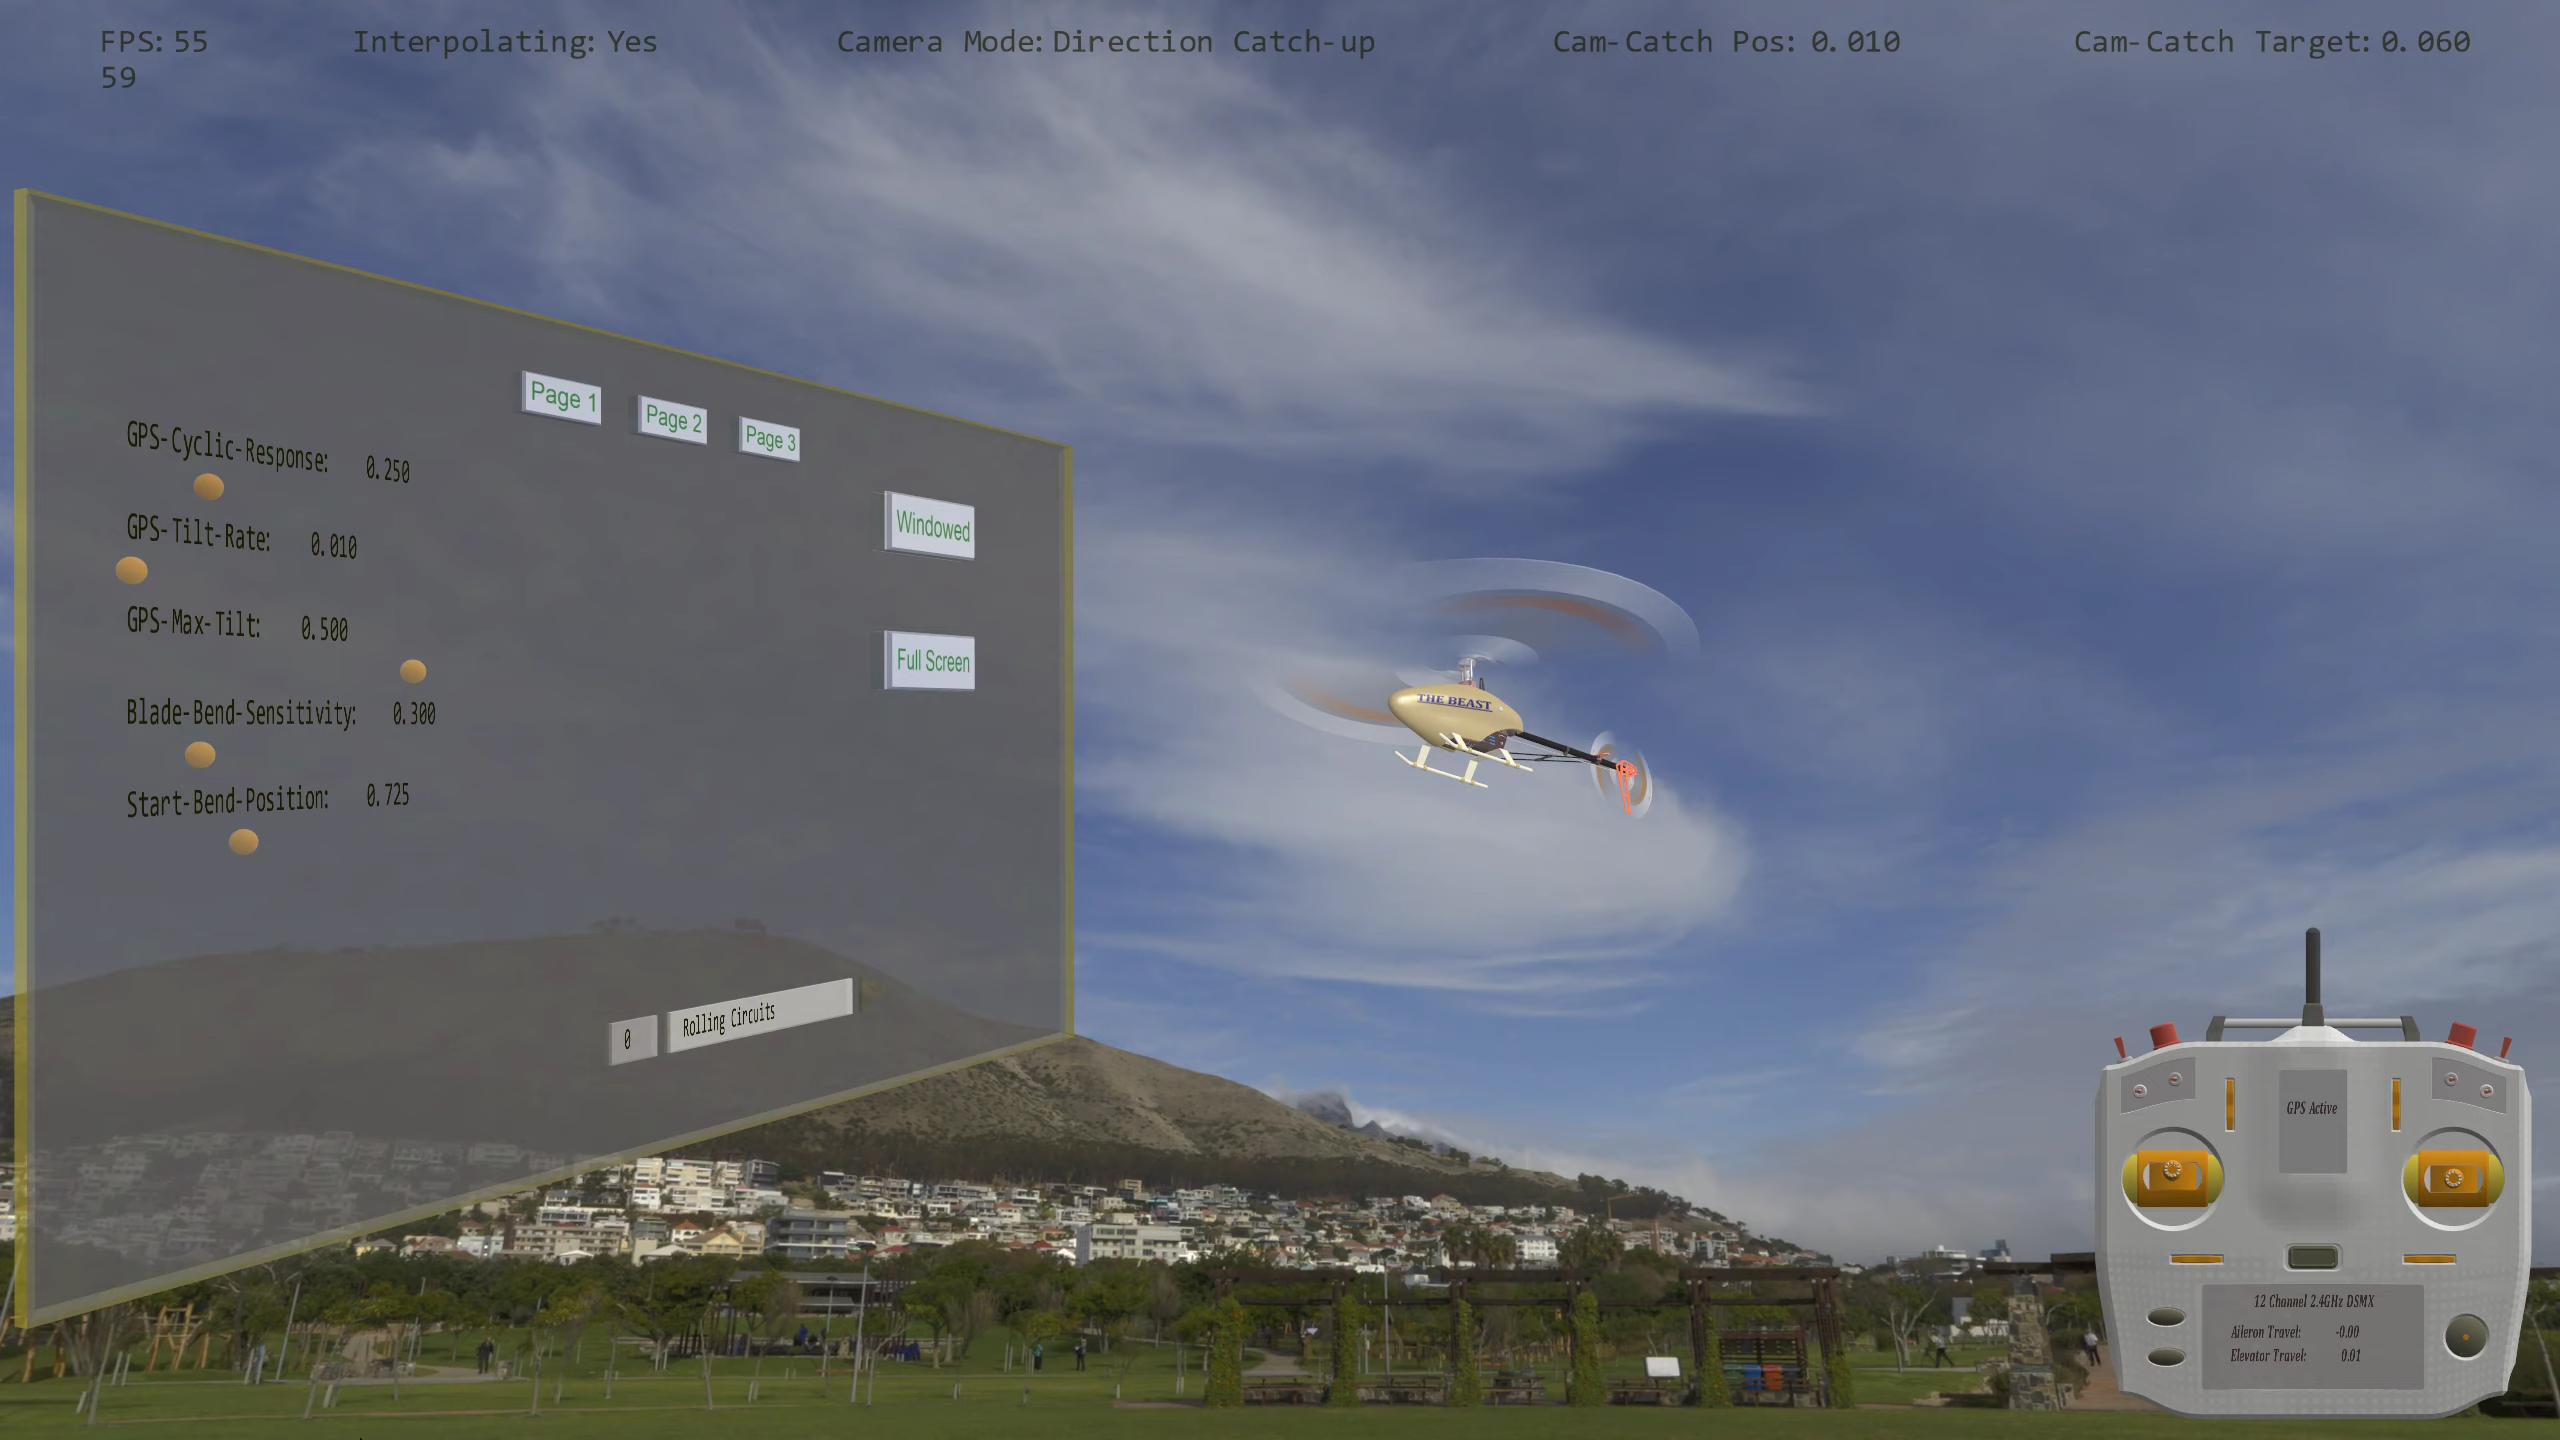 FPS: 55 Interpolating: Yes Camera Mode: Direction Catch-up Cam-Catch Pos: 0.010 Cam-Catch Target: 0.060
59
Page 1 Page 2 Page 3
GPS-Cyclic-Response: 0.250
GPS-Tilt-Rate: 0.010
GPS-Max-Tilt: 0.500
Blade-Bend-Sensitivity: 0.300
Start-Bend-Position: 0.725
Windowed
Full Screen
0 Rolling Circuits
THE BEAST
GPS Active
12 Channel 2.4GHz DSMX
Aileron Travel: -0.00
Elevator Travel: 0.01